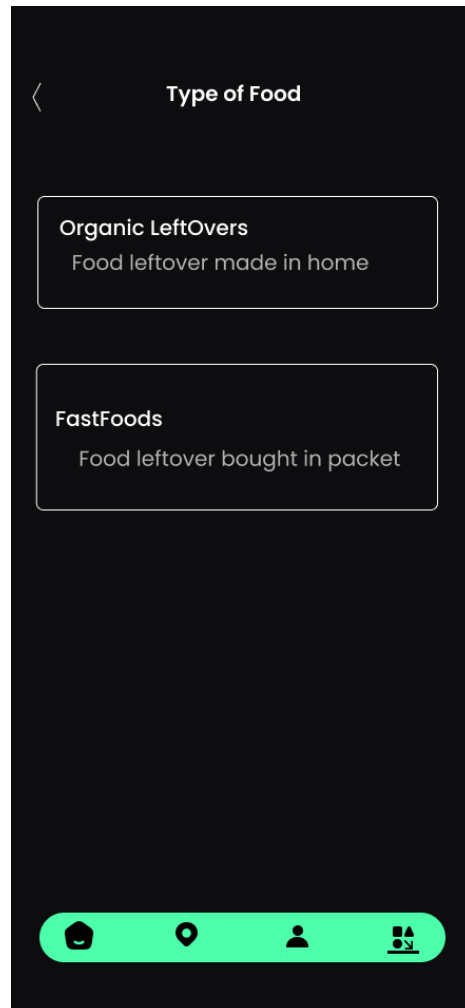 Type of Food
Organic LeftOvers
Food leftover made in home
FastFoods
Food leftover bought in packet